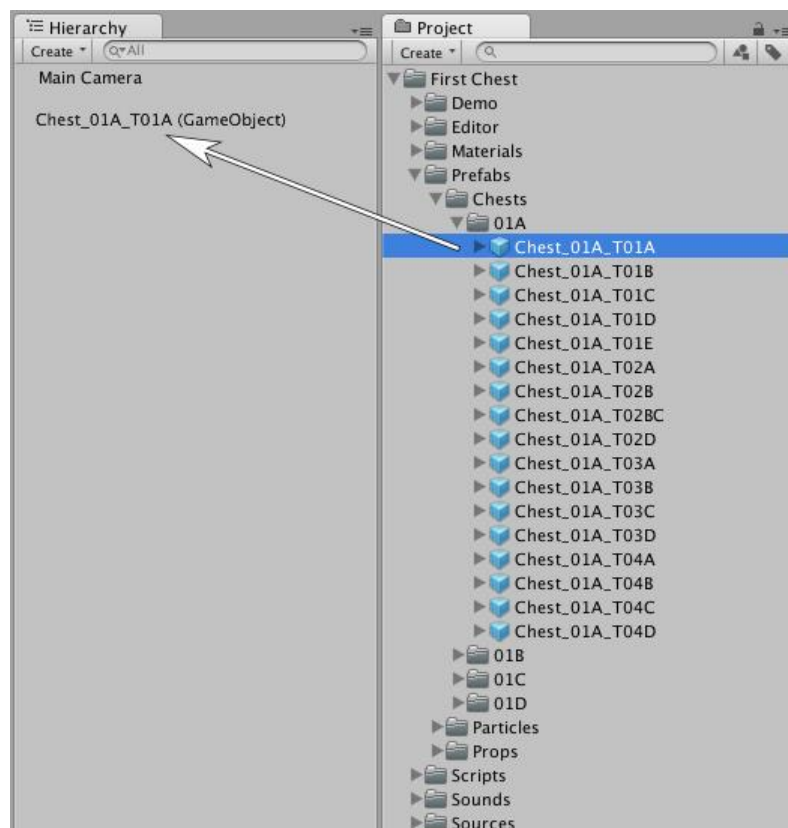 Hierarchy
Create
All
Main Camera
Chest_01A_T01A (GameObject)
Project
Create
First Chest
Demo
Editor
Materials
Prefabs
Chests
01A
Chest_01A_T01A
Chest_01A_T01B
Chest_01A_T01C
Chest_01A_T01D
Chest_01A_T01E
Chest_01A_T02A
Chest_01A_T02B
Chest_01A_T02BC
Chest_01A_T02D
Chest_01A_T03A
Chest_01A_T03B
Chest_01A_T03C
Chest_01A_T03D
Chest_01A_T04A
Chest_01A_T04B
Chest_01A_T04C
Chest_01A_T04D
01B
01C
01D
Particles
Props
Scripts
Sounds
Sources